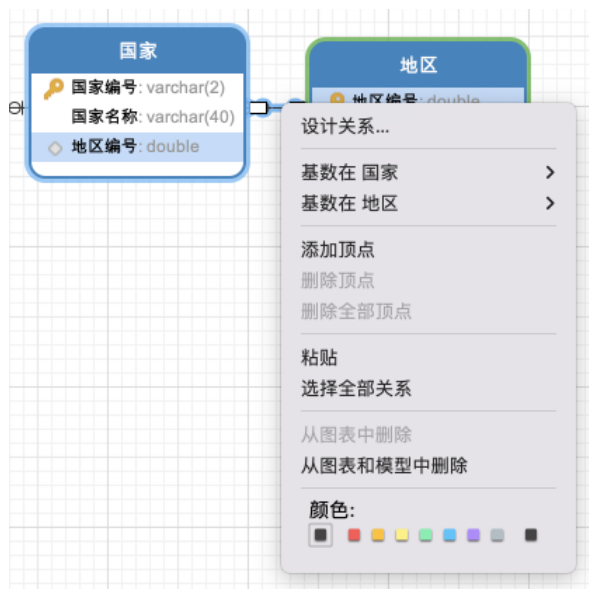 国家
国家编号: varchar(2)
国家名称: varchar(40)
地区编号: double
地区
地区编号: double
设计关系...
基数在 国家
基数在 地区
添加顶点
删除顶点
删除全部顶点
粘贴
选择全部关系
从图表中删除
从图表和模型中删除
颜色: